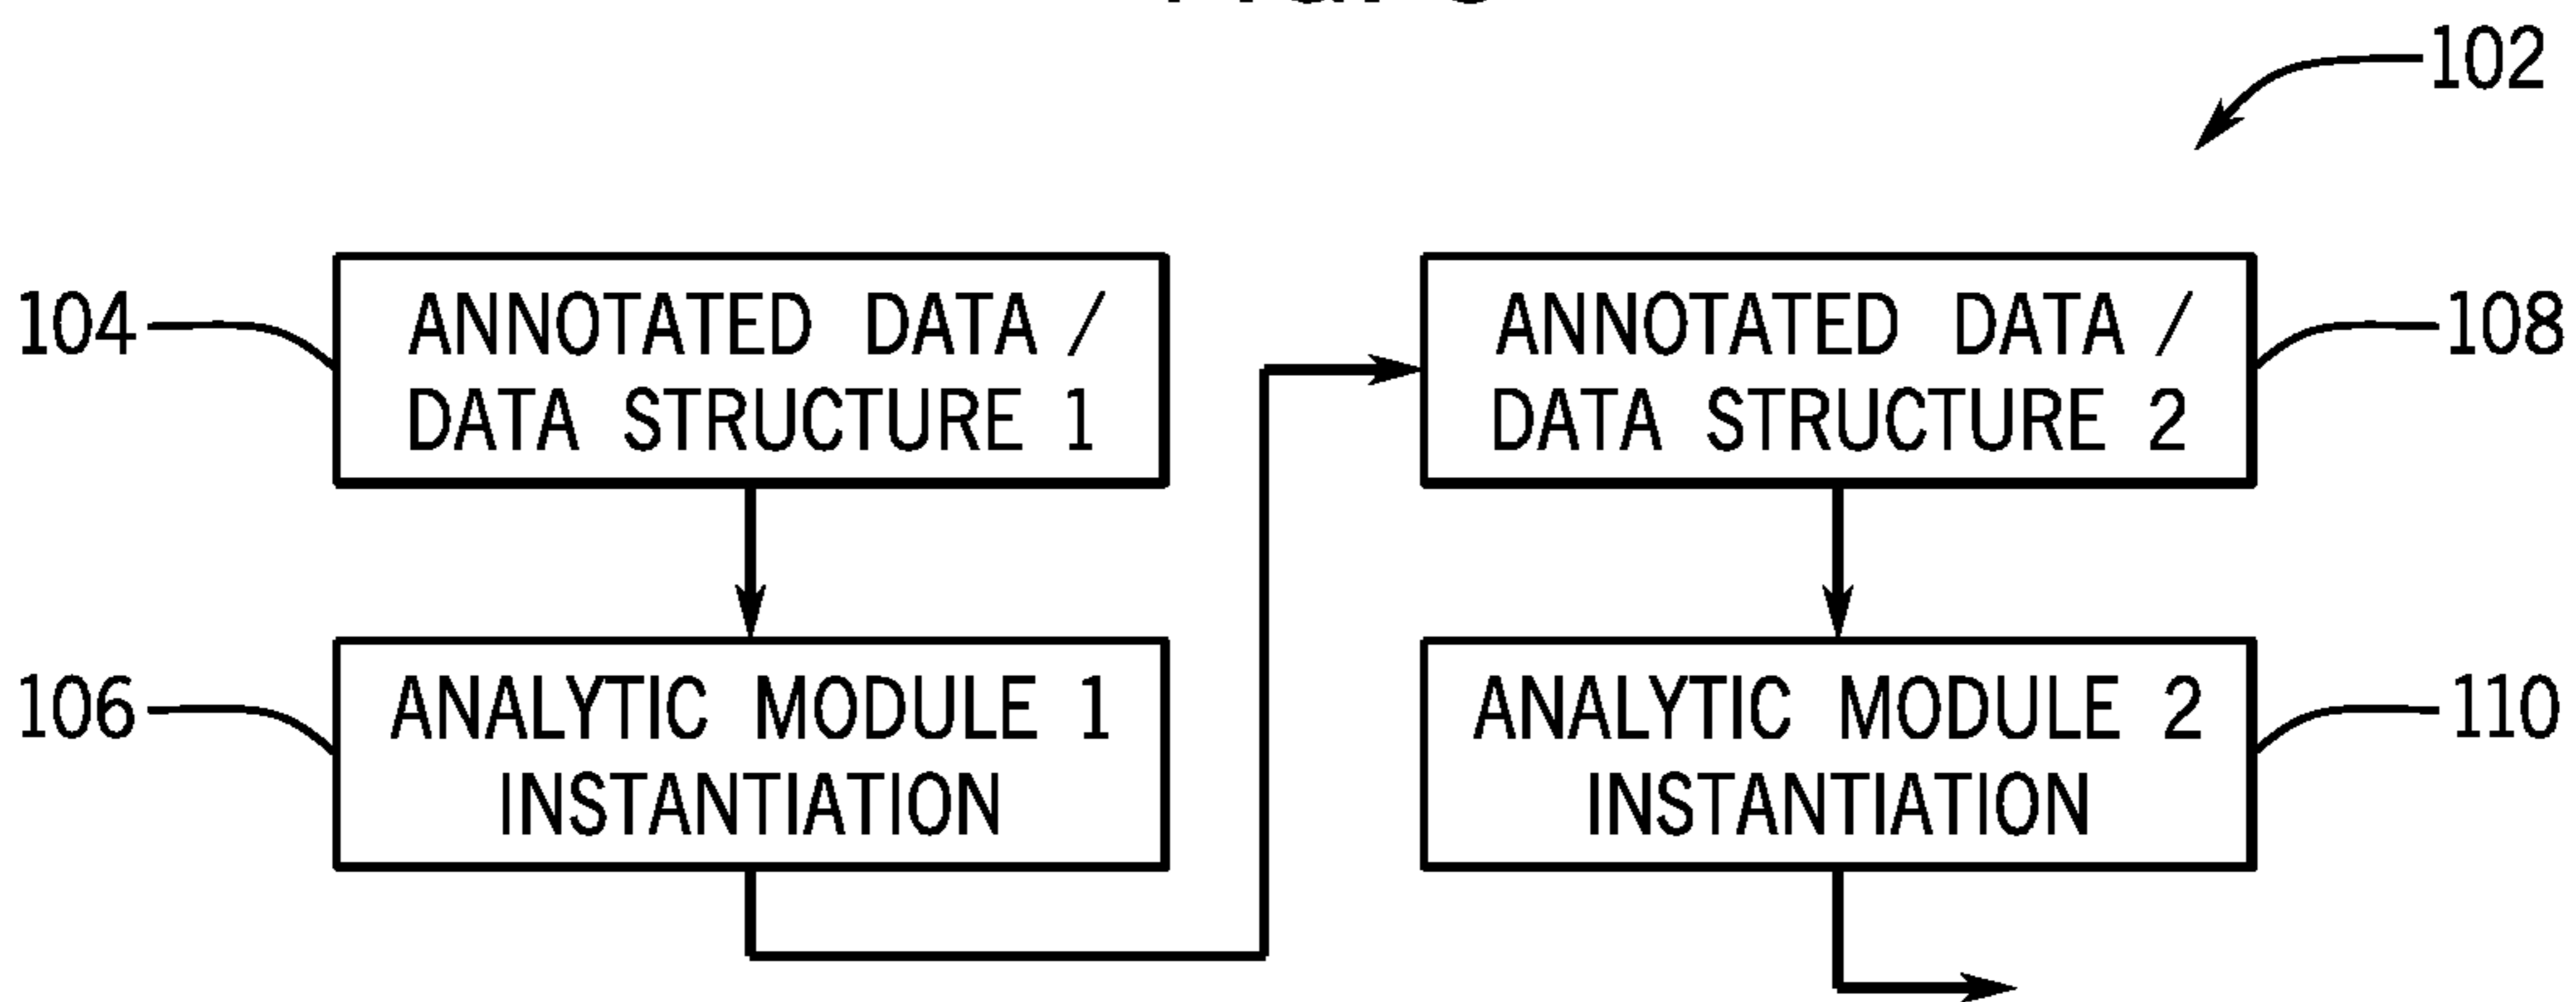 102
104
ANNOTATED DATA /
DATA STRUCTURE 1
ANNOTATED DATA /
DATA STRUCTURE 2
108
106
ANALYTIC MODULE 1
INSTANTIATION
ANALYTIC MODULE 2
INSTANTIATION
110